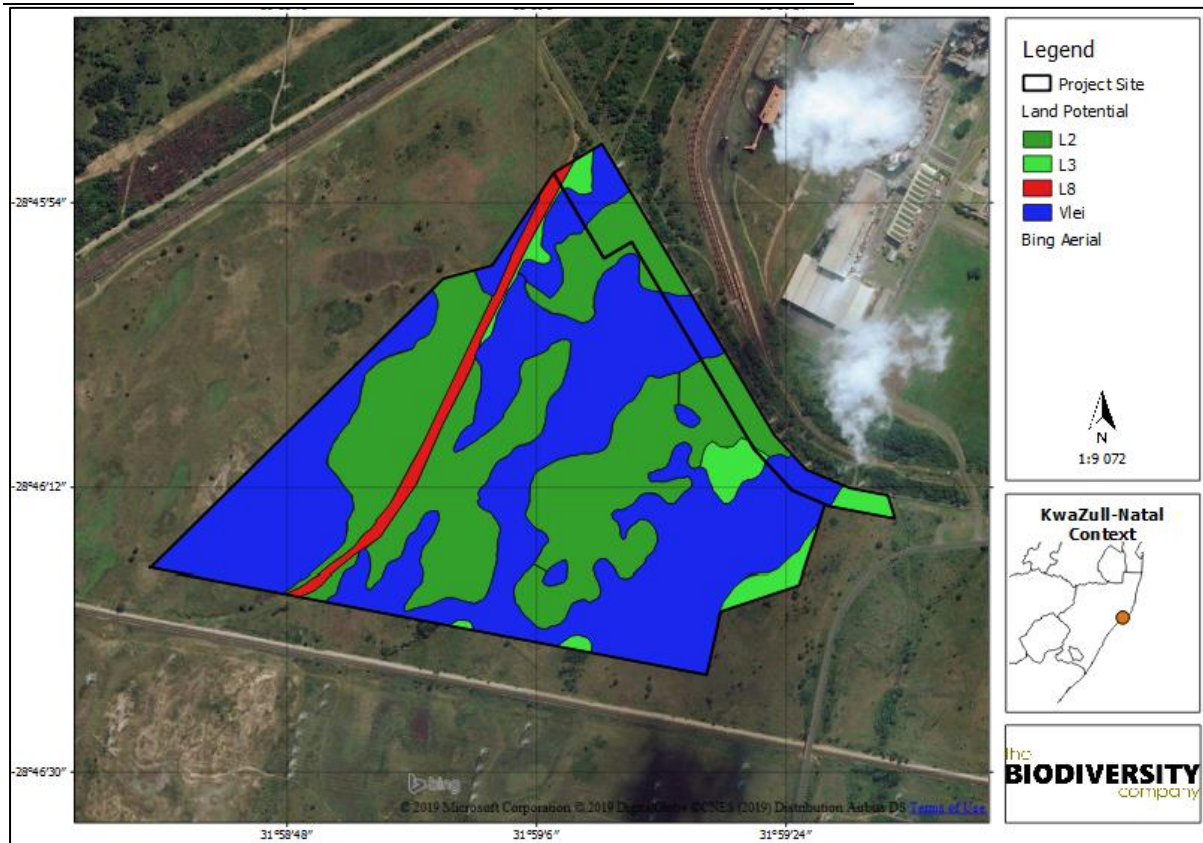 Legend
Project Site
Land Potential
L2
L3
L8
Vlei
Bing Aerial
N
1:9 072
KwaZull-Natal
Context
the
BIODIVERSITY
company
-28°45'54"
-28°46'12"
-28°46'30"
bing
© 2019 Microsoft Corporation © 2019 DigitalGlobe ©CNES (2019) Distribution Airbus DS Terms of Use
31°58'48"
31°59'6"
31°59'24"